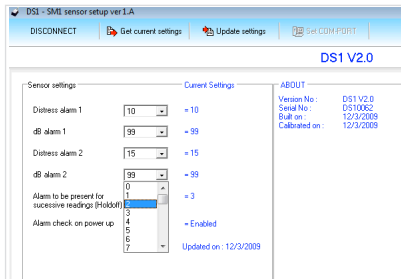 DS1 - SM1 sensor setup ver 1.A
DISCONNECT Get current settings Update settings Set COM-PORT
DS1 V2.0
Sensor settings Current Settings ABOUT
Version No : DS1 V2.0
Serial No : DS10062
Built on : 12/3/2009
Calibrated on : 12/3/2009
Distress alarm 1 10 = 10
dB alarm 1 99 = 99
Distress alarm 2 15 = 15
dB alarm 2 99 = 99
0
1
2
3
4
5
6
7
Alarm to be present for
sucessive readings (Holdoff) = 3
Alarm check on power up = Enabled
Updated on : 12/3/2009